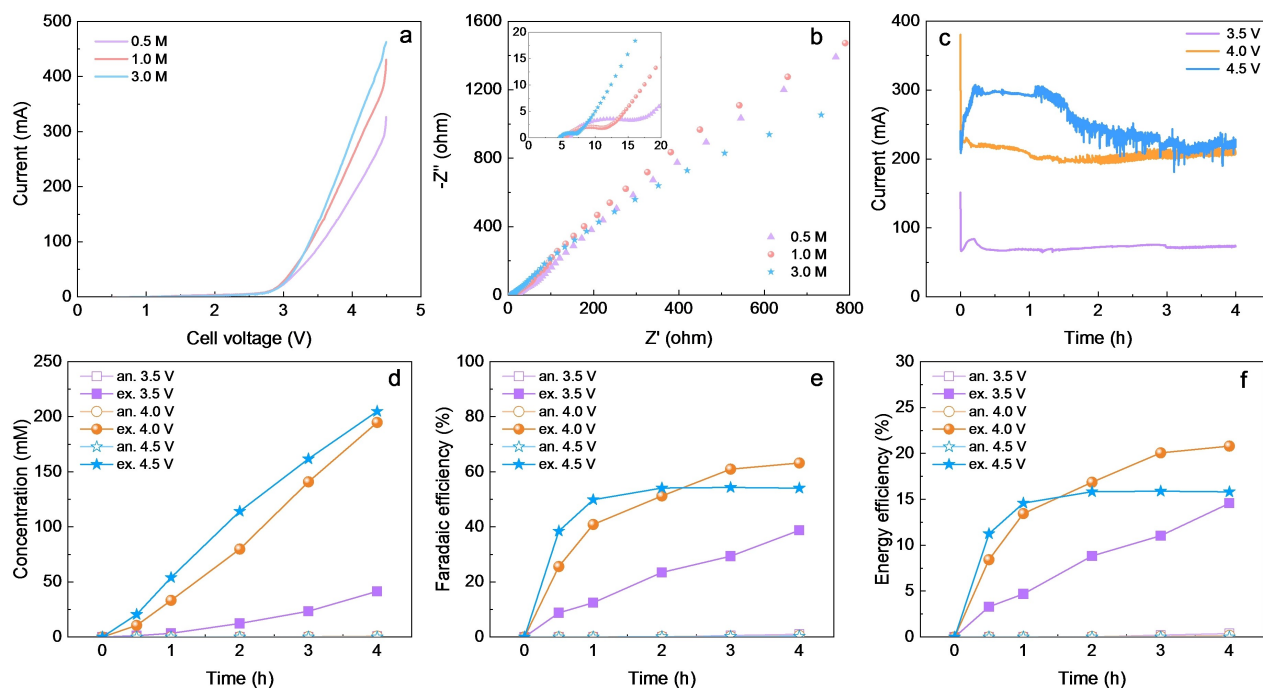 a
500
400
300
200
100
0
0.5 M
1.0 M
3.0 M
Current (mA)
0 1 2 3 4 5
Cell voltage (V)
b
1600
1200
800
400
0
-Z'' (ohm)
20
15
10
5
0
0 5 10 15 20
0.5 M
1.0 M
3.0 M
0 200 400 600 800
Z' (ohm)
c
400
300
200
100
0
3.5 V
4.0 V
4.5 V
Current (mA)
0 1 2 3 4
Time (h)
d
250
200
150
100
50
0
an. 3.5 V
ex. 3.5 V
an. 4.0 V
ex. 4.0 V
an. 4.5 V
ex. 4.5 V
Concentration (mM)
0 1 2 3 4
Time (h)
e
100
80
60
40
20
0
an. 3.5 V
ex. 3.5 V
an. 4.0 V
ex. 4.0 V
an. 4.5 V
ex. 4.5 V
Faradaic efficiency (%)
0 1 2 3 4
Time (h)
f
30
25
20
15
10
5
0
an. 3.5 V
ex. 3.5 V
an. 4.0 V
ex. 4.0 V
an. 4.5 V
ex. 4.5 V
Energy efficiency (%)
0 1 2 3 4
Time (h)